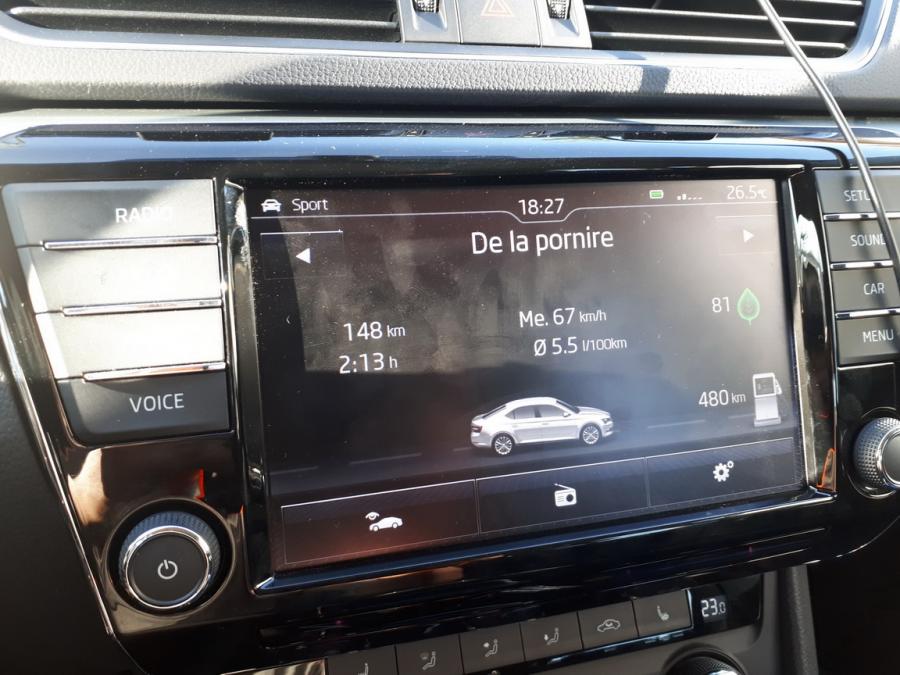 RADIO
VOICE
Sport
18:27
26.5°C
De la pornire
148 km
2:13 h
Me. 67 km/h
Ø 5.5 l/100km
81
480 km
SOUND
CAR
MENU
23.0